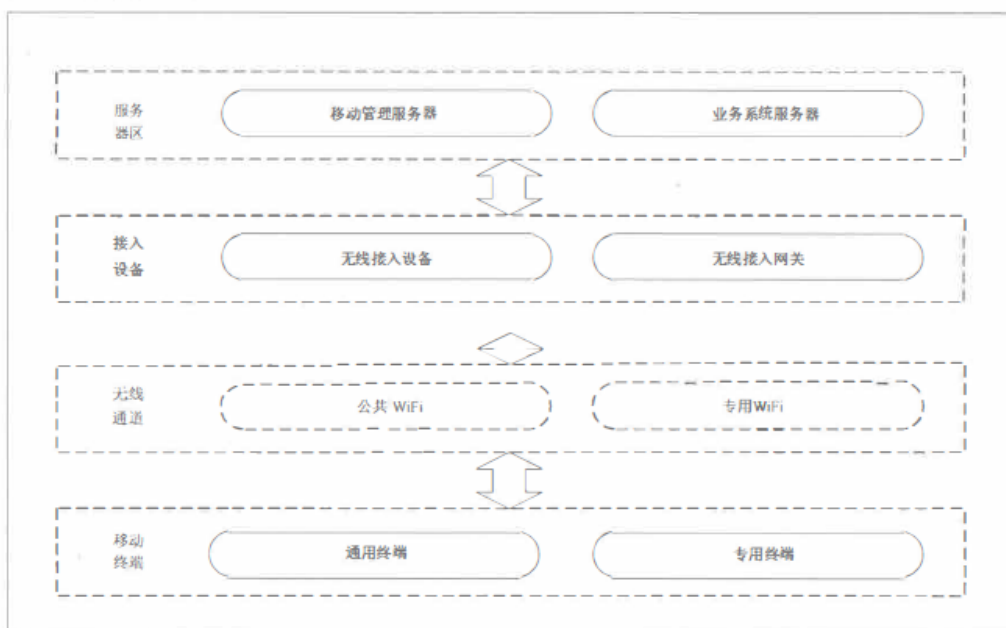 服务
器区
移动管理服务器
业务系统服务器
接入
设备
无线接入设备
无线接入网关
无线
通道
公共 WiFi
专用WiFi
移动
终端
通用终端
专用终端